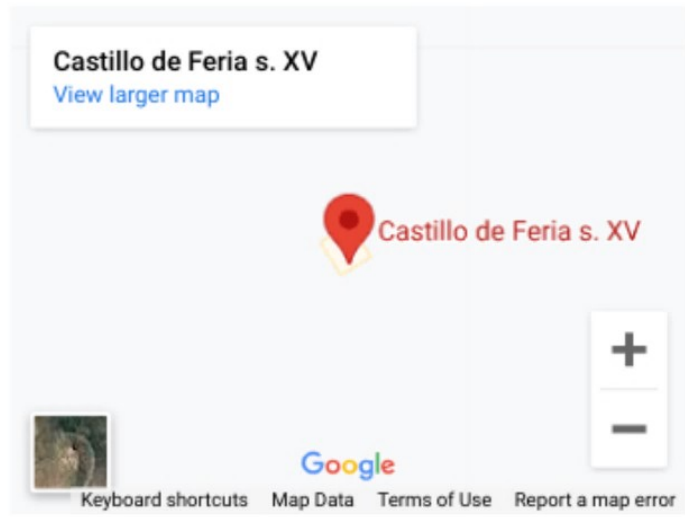 Castillo de Feria s. XV
View larger map
Castillo de Feria s. XV
Google
Keyboard shortcuts Map Data Terms of Use Report a map error